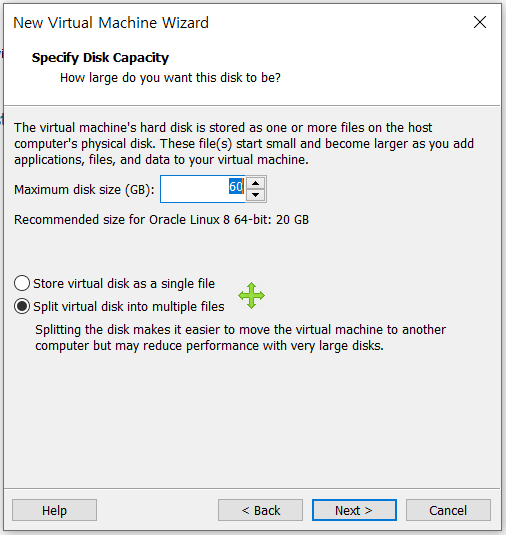 New Virtual Machine Wizard
Specify Disk Capacity
How large do you want this disk to be?
The virtual machine's hard disk is stored as one or more files on the host
computer's physical disk. These file(s) start small and become larger as you add
applications, files, and data to your virtual machine.
Maximum disk size (GB): 60
Recommended size for Oracle Linux 8 64-bit: 20 GB
Store virtual disk as a single file
Split virtual disk into multiple files
Splitting the disk makes it easier to move the virtual machine to another
computer but may reduce performance with very large disks.
Help < Back Next > Cancel